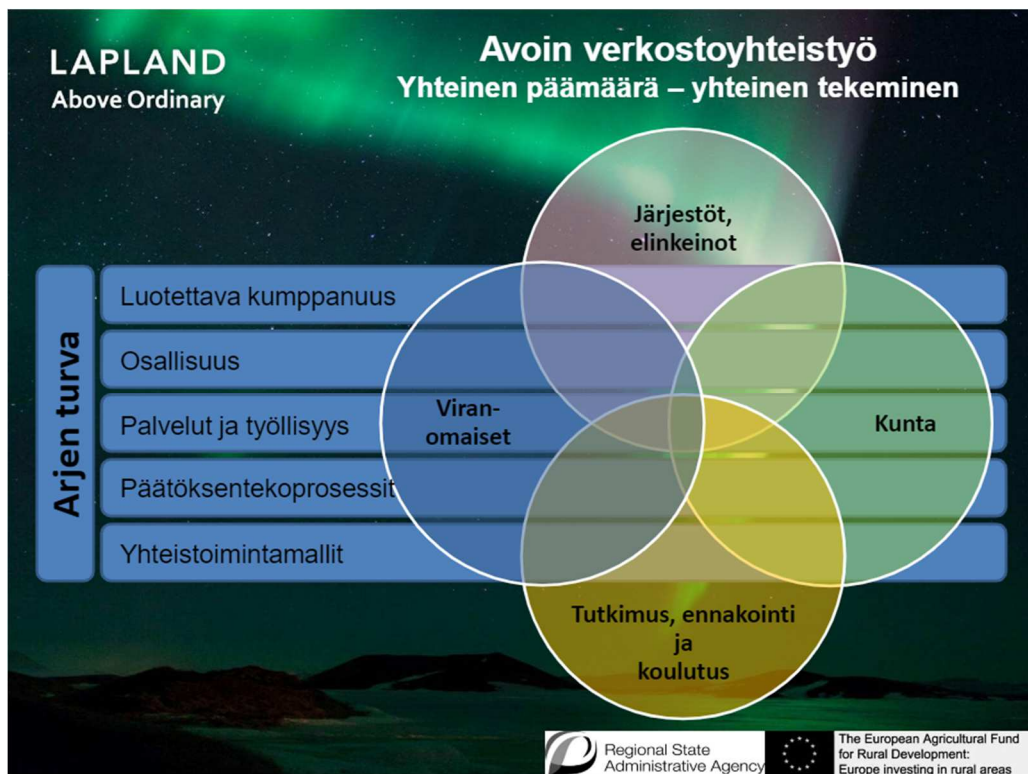 LAPLAND
Above Ordinary
Avoin verkostoyhteistyö
Yhteinen päämäärä – yhteinen tekeminen
Järjestöt,
elinkeinot
Arjen turva
Luotettava kumppanuus
Osallisuus
Palvelut ja työllisyys
Päätöksentekoprosessit
Yhteistoimintamallit
Viran-
omaiset
Kunta
Tutkimus, ennakointi
ja
koulutus
Regional State
Administrative Agency
The European Agricultural Fund
for Rural Development:
Europe investing in rural areas